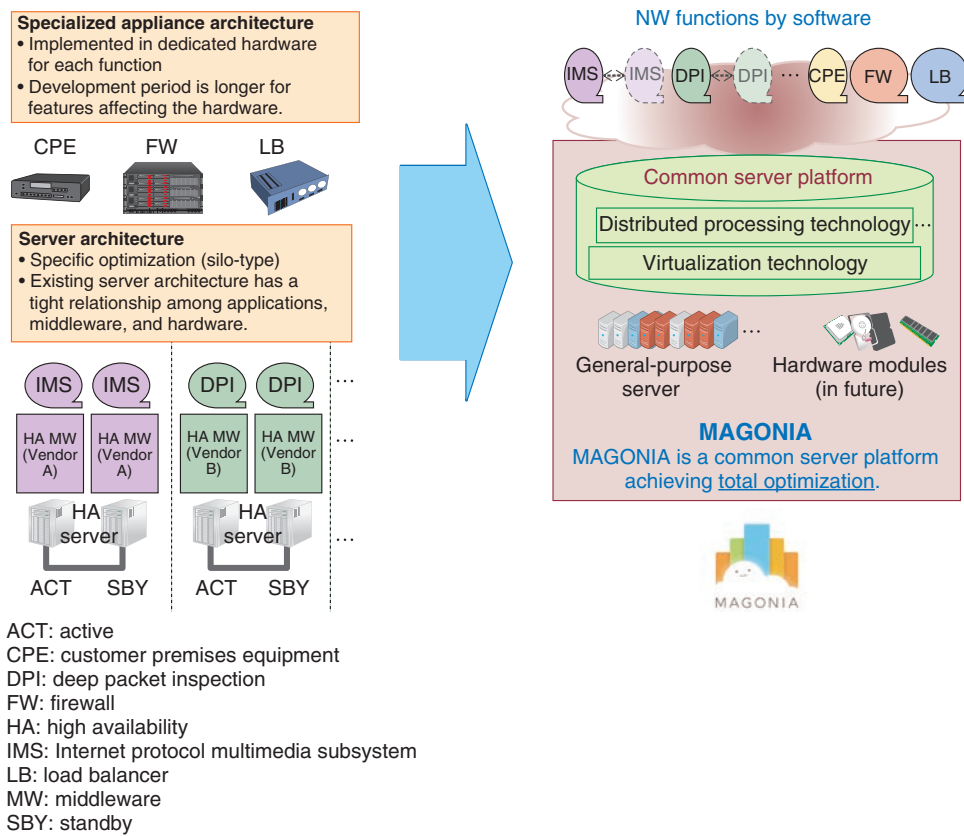 Specialized appliance architecture
• Implemented in dedicated hardware
for each function
• Development period is longer for
features affecting the hardware.
CPE FW LB
Server architecture
• Specific optimization (silo-type)
• Existing server architecture has a
tight relationship among applications,
middleware, and hardware.
IMS IMS DPI DPI ...
HA MW
(Vendor
A)
HA MW
(Vendor
A)
HA MW
(Vendor
B)
HA MW
(Vendor
B)
...
HA
server
HA
server
...
ACT SBY ACT SBY
NW functions by software
IMS IMS DPI DPI ... CPE FW LB
Common server platform
Distributed processing technology ...
Virtualization technology
...
General-purpose
server
Hardware modules
(in future)
MAGONIA
MAGONIA is a common server platform
achieving total optimization.
MAGONIA
ACT: active
CPE: customer premises equipment
DPI: deep packet inspection
FW: firewall
HA: high availability
IMS: Internet protocol multimedia subsystem
LB: load balancer
MW: middleware
SBY: standby